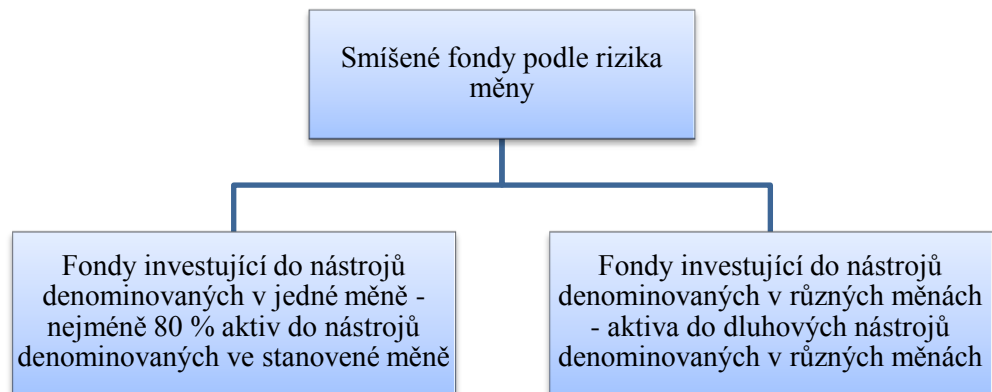 Smíšené fondy podle rizika
měny
Fondy investující do nástrojů
denominovaných v jedné měně -
nejméně 80 % aktiv do nástrojů
denominovaných ve stanovené měně
Fondy investující do nástrojů
denominovaných v různých měnách
- aktiva do dluhových nástrojů
denominovaných v různých měnách